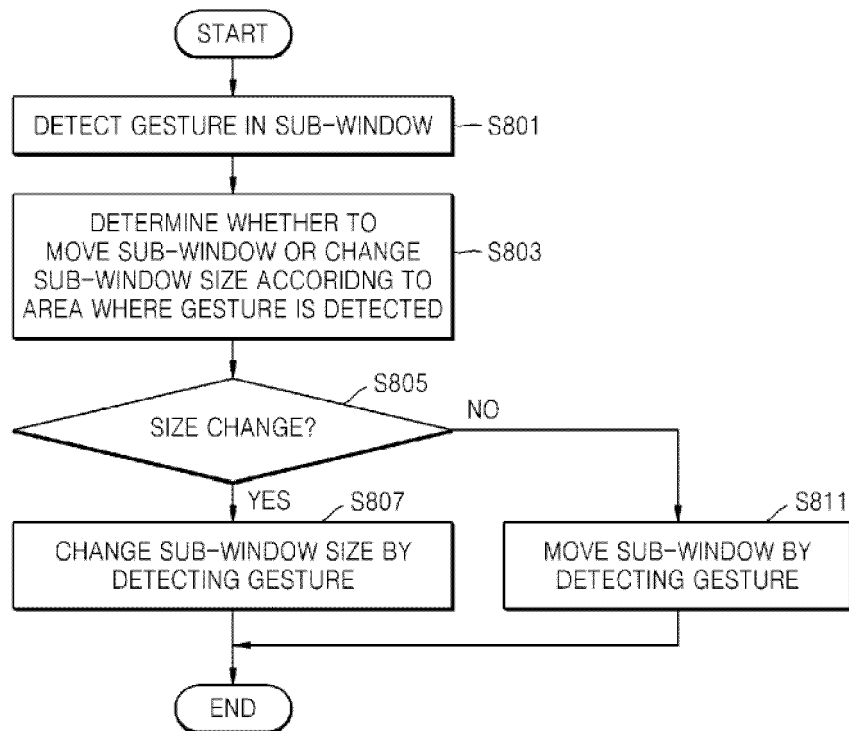 START
DETECT GESTURE IN SUB-WINDOW
S801
DETERMINE WHETHER TO
MOVE SUB-WINDOW OR CHANGE
SUB-WINDOW SIZE ACCORIDNG TO
AREA WHERE GESTURE IS DETECTED
S803
S805
SIZE CHANGE?
NO
YES
S807
CHANGE SUB-WINDOW SIZE BY
DETECTING GESTURE
S811
MOVE SUB-WINDOW BY
DETECTING GESTURE
END